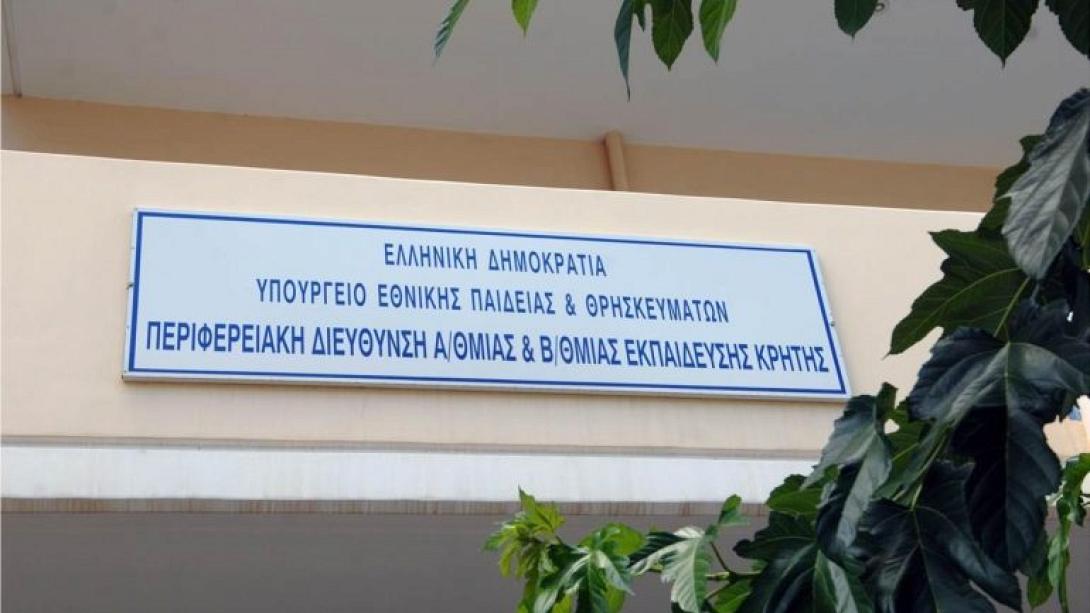 ΕΛΛΗΝΙΚΗ ΔΗΜΟΚΡΑΤΙΑ
ΥΠΟΥΡΓΕΙΟ ΕΘΝΙΚΗΣ ΠΑΙΔΕΙΑΣ & ΘΡΗΣΚΕΥΜΑΤΩΝ
ΠΕΡΙΦΕΡΕΙΑΚΗ ΔΙΕΥΘΥΝΣΗ Α/ΘΜΙΑΣ & Β/ΘΜΙΑΣ ΕΚΠΑΙΔΕΥΣΗΣ ΚΡΗΤΗΣ